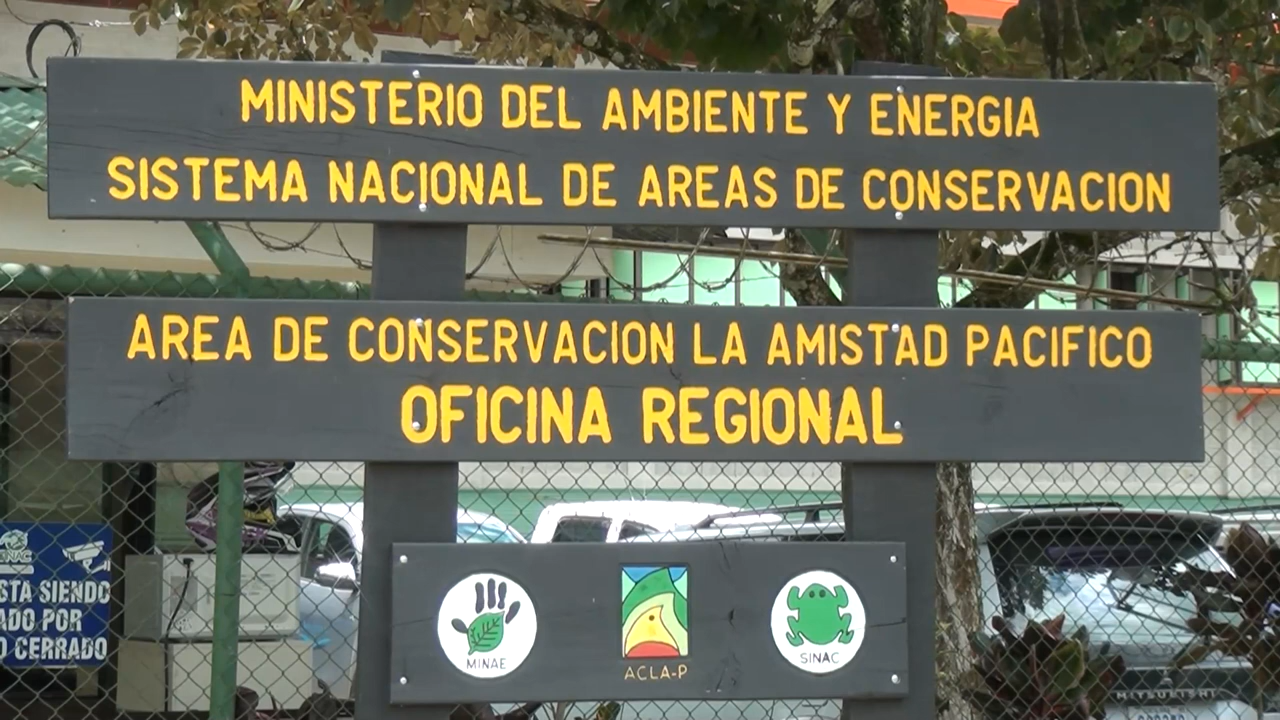 MINISTERIO DEL AMBIENTE Y ENERGIA
SISTEMA NACIONAL DE AREAS DE CONSERVACION
AREA DE CONSERVACION LA AMISTAD PACIFICO
OFICINA REGIONAL
MINAE
ACLA-P
SINAC
SINAC
STA SIENDO
ADO POR
O CERRADO
MITSUBISHI